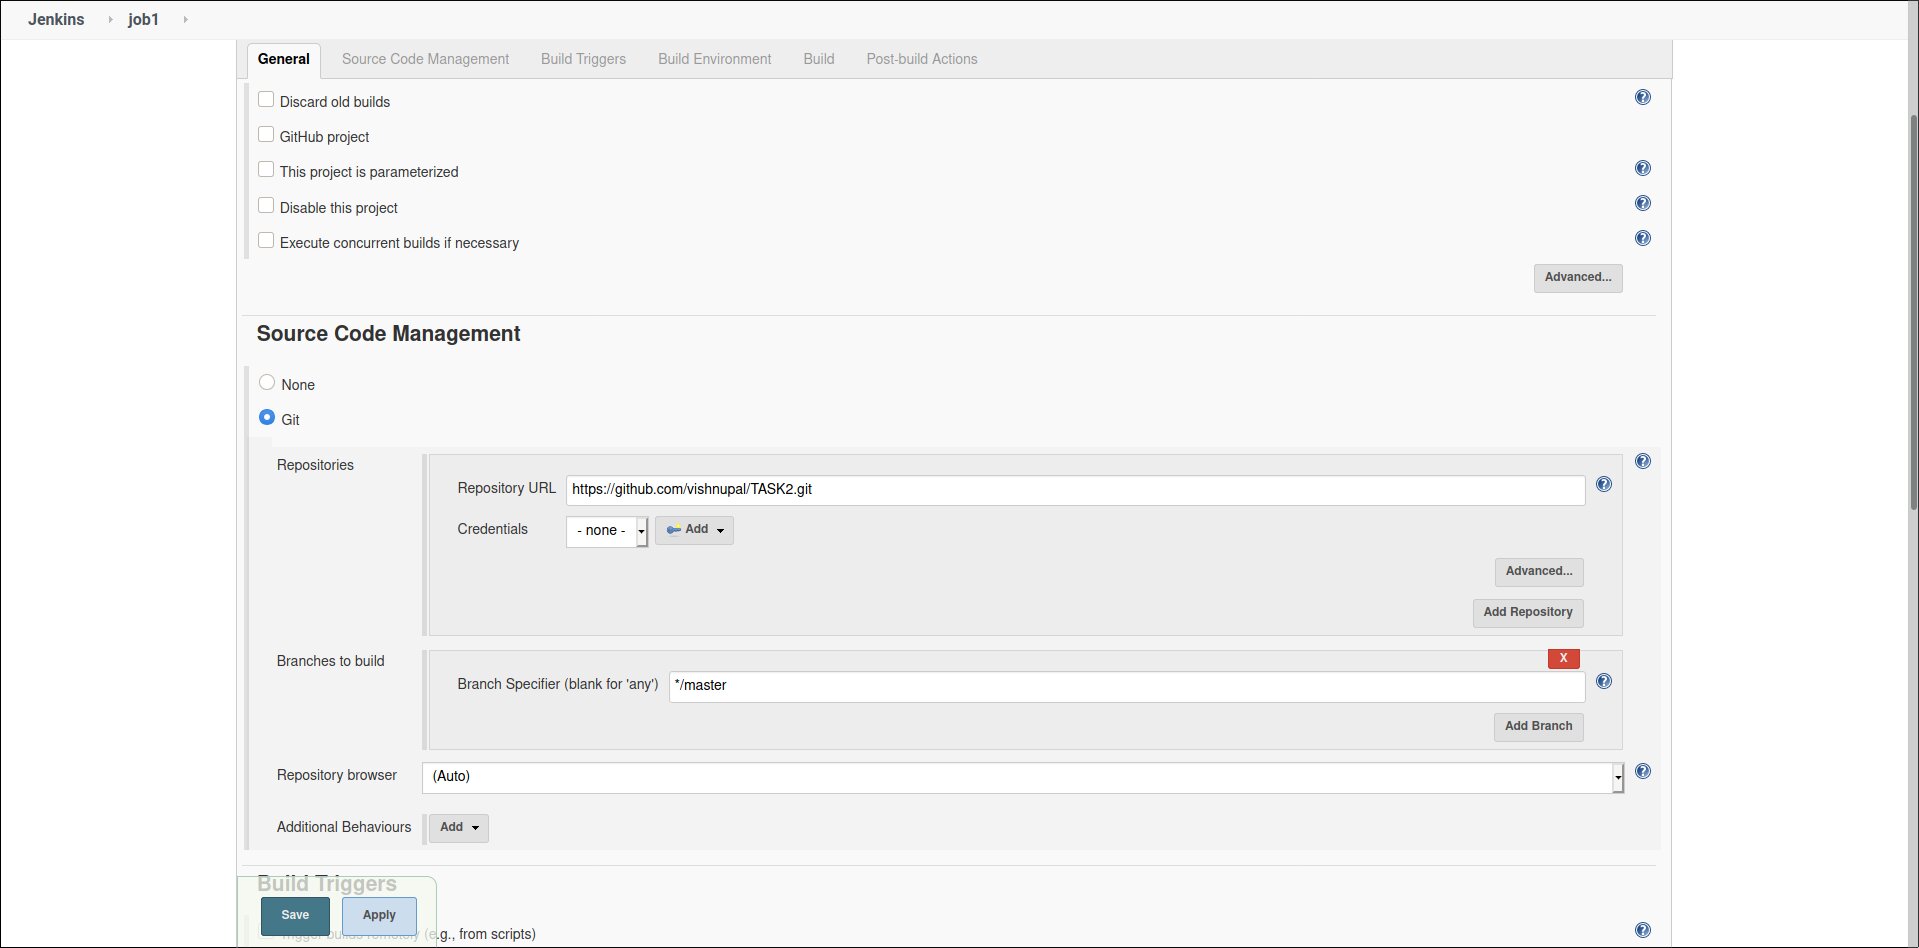 Jenkins job1
General Source Code Management Build Triggers Build Environment Build Post-build Actions
Discard old builds
GitHub project
This project is parameterized
Disable this project
Execute concurrent builds if necessary
Advanced...
Source Code Management
None
Git
Repositories
Repository URL https://github.com/vishnupal/TASK2.git
Credentials - none - Add
Advanced...
Add Repository
Branches to build
X
Branch Specifier (blank for 'any') */master
Add Branch
Repository browser (Auto)
Additional Behaviours Add
Build Triggers
Save Apply
Trigger builds remotely (e.g., from scripts)